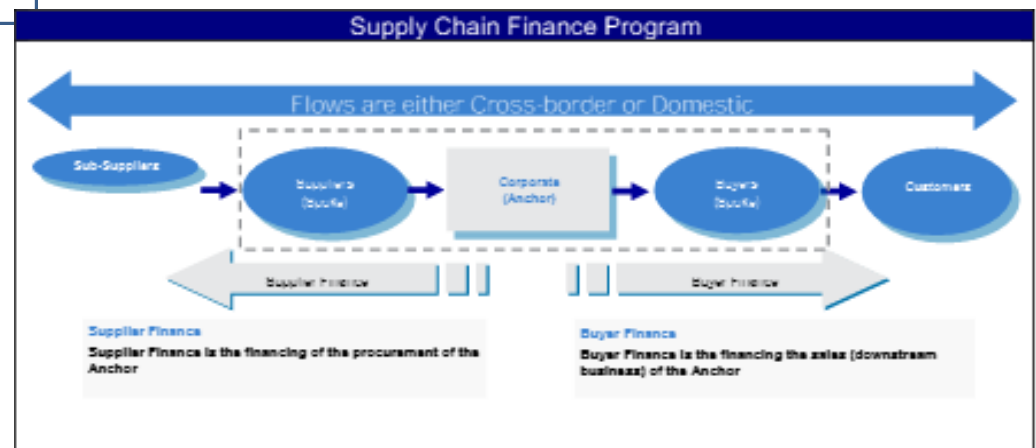 Supply Chain Finance Program
Flows are either Cross-border or Domestic
Sub-Suppliers
Suppliers
(Spoke)
Corporate
(Anchor)
Buyers
(Spoke)
Customers
Supplier Finance
Buyer Finance
Supplier Finance
Supplier Finance is the financing of the procurement of the
Anchor
Buyer Finance
Buyer Finance is the financing the sales (downstream
business) of the Anchor